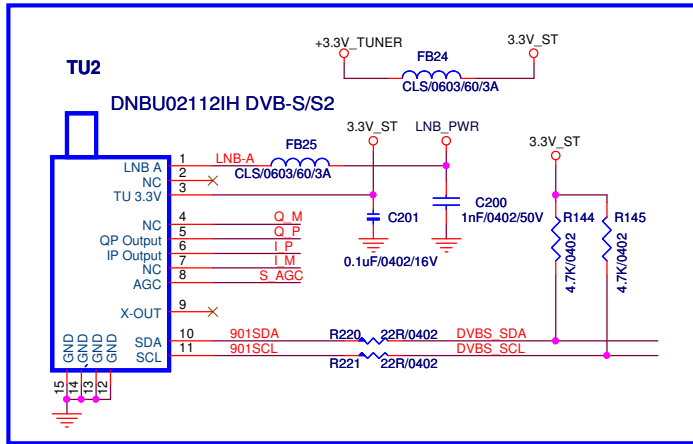 +3.3V_TUNER
FB24
3.3V_ST
CLS/0603/60/3A
TU2
DNBU02112IH DVB-S/S2
3.3V_ST
LNB_PWR
3.3V_ST
FB25
LNB A
1
LNB-A
CLS/0603/60/3A
NC
2
TU 3.3V
3
C200
1nF/0402/50V
C201
0.1uF/0402/16V
R144
4.7K/0402
R145
4.7K/0402
NC
4
Q_M
QP Output
5
Q_P
IP Output
6
I_P
NC
7
I_M
AGC
8
S_AGC
X-OUT
9
SDA
10
901SDA
R220
22R/0402
DVBS_SDA
SCL
11
901SCL
R221
22R/0402
DVBS_SCL
GND
GND
GND
GND
15
14
13
12